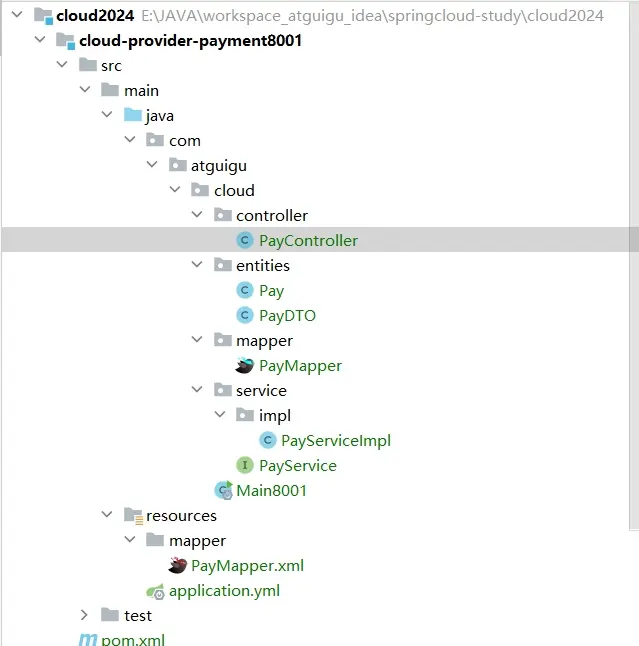 cloud2024 E:\JAVA\workspace_atguigu_idea\springcloud-study\cloud2024
cloud-provider-payment8001
src
main
java
com
atguigu
cloud
controller
C PayController
entities
C Pay
C PayDTO
mapper
PayMapper
service
impl
C PayServiceImpl
I PayService
Main8001
resources
mapper
PayMapper.xml
application.yml
test
m pom.xml